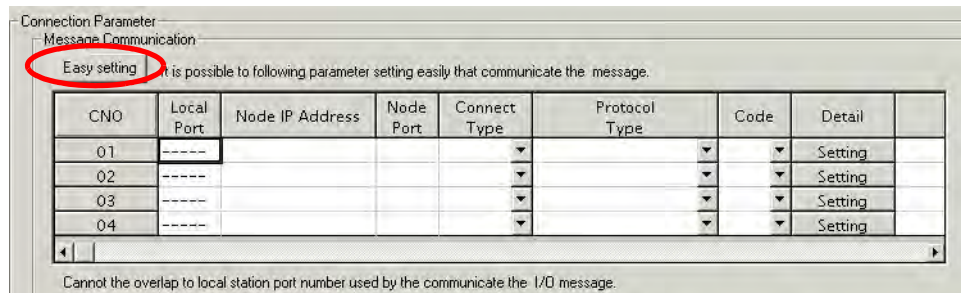 Connection Parameter
Message Communication
Easy setting
t is possible to following parameter setting easily that communicate the message.
CNO Local Port Node IP Address Node Port Connect Type Protocol Type Code Detail
01 ----- Setting
02 ----- Setting
03 ----- Setting
04 ----- Setting
Cannot the overlap to local station port number used by the communicate the I/O message.